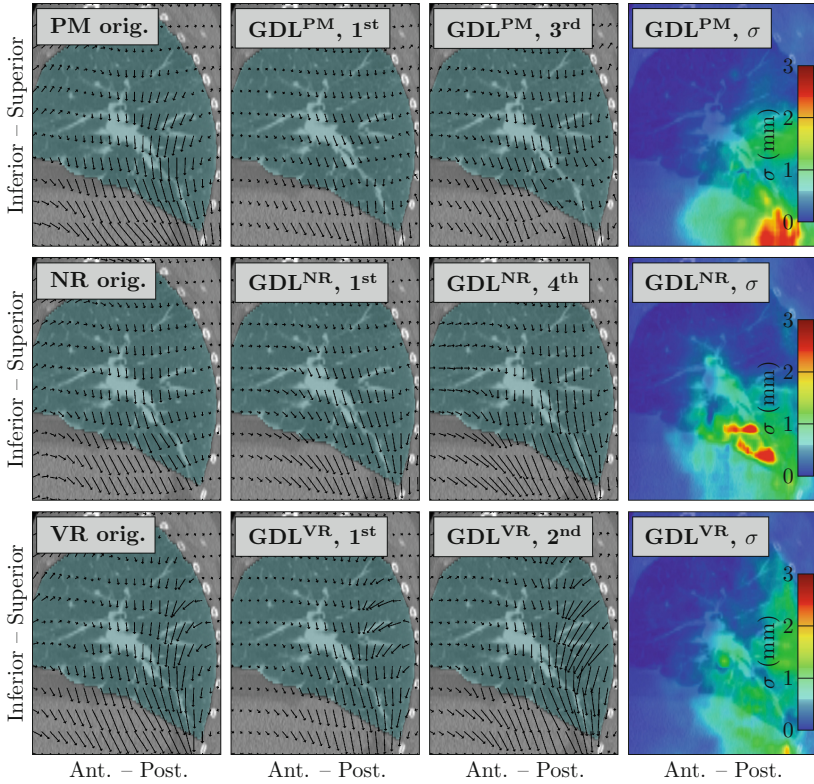 PM orig. GDL^PM, 1^st GDL^PM, 3^rd GDL^PM, σ
Inferior – Superior
3
2
1
0
σ (mm)
NR orig. GDL^NR, 1^st GDL^NR, 4^th GDL^NR, σ
Inferior – Superior
3
2
1
0
σ (mm)
VR orig. GDL^VR, 1^st GDL^VR, 2^nd GDL^VR, σ
Inferior – Superior
3
2
1
0
σ (mm)
Ant. – Post. Ant. – Post. Ant. – Post. Ant. – Post.